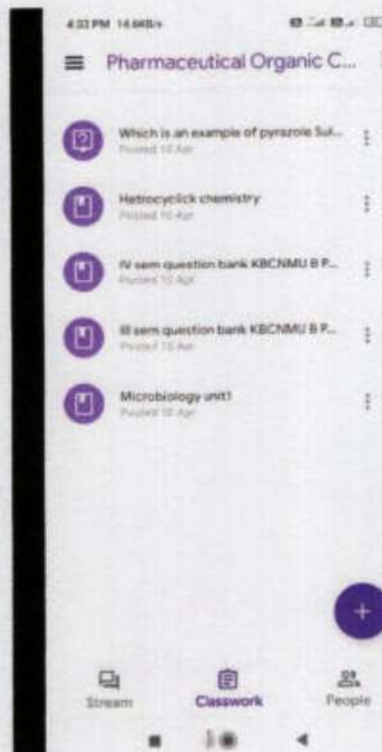 4:33 PM
Pharmaceutical Organic C...
Which is an example of pyrazole Sul...
Posted 10 Apr
Hetrocyclick chemistry
Posted 10 Apr
IV sem question bank KBCNMU B P...
Posted 10 Apr
III sem question bank KBCNMU B P...
Posted 10 Apr
Microbiology unit1
Posted 10 Apr
Stream
Classwork
People